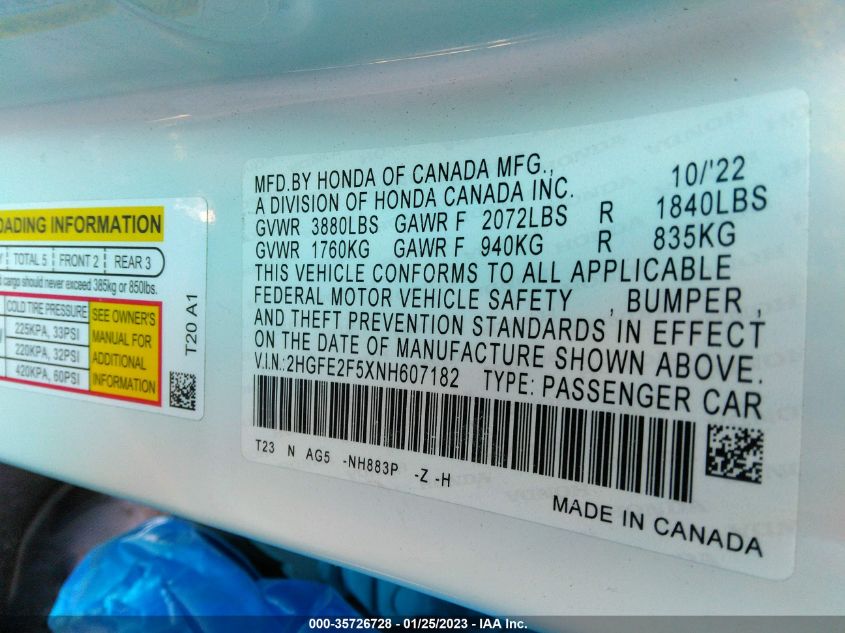 OADING INFORMATION
Y TOTAL 5 FRONT 2 REAR 3
cargo should never exceed 385kg or 850lbs.
COLD TIRE PRESSURE
225KPA, 33PSI
220KPA, 32PSI
420KPA, 60PSI
SEE OWNER'S
MANUAL FOR
ADDITIONAL
INFORMATION
T20 A1
MFD.BY HONDA OF CANADA MFG., 10/'22
A DIVISION OF HONDA CANADA INC.
GVWR 3880LBS GAWR F 2072LBS R 1840LBS
GVWR 1760KG GAWR F 940KG R 835KG
THIS VEHICLE CONFORMS TO ALL APPLICABLE
FEDERAL MOTOR VEHICLE SAFETY , BUMPER ,
AND THEFT PREVENTION STANDARDS IN EFFECT
ON THE DATE OF MANUFACTURE SHOWN ABOVE.
V.I.N.:2HGFE2F5XNH607182 TYPE: PASSENGER CAR
T23 N AG5 -NH883P -Z -H
MADE IN CANADA
000-35726728 - 01/25/2023 - IAA Inc.